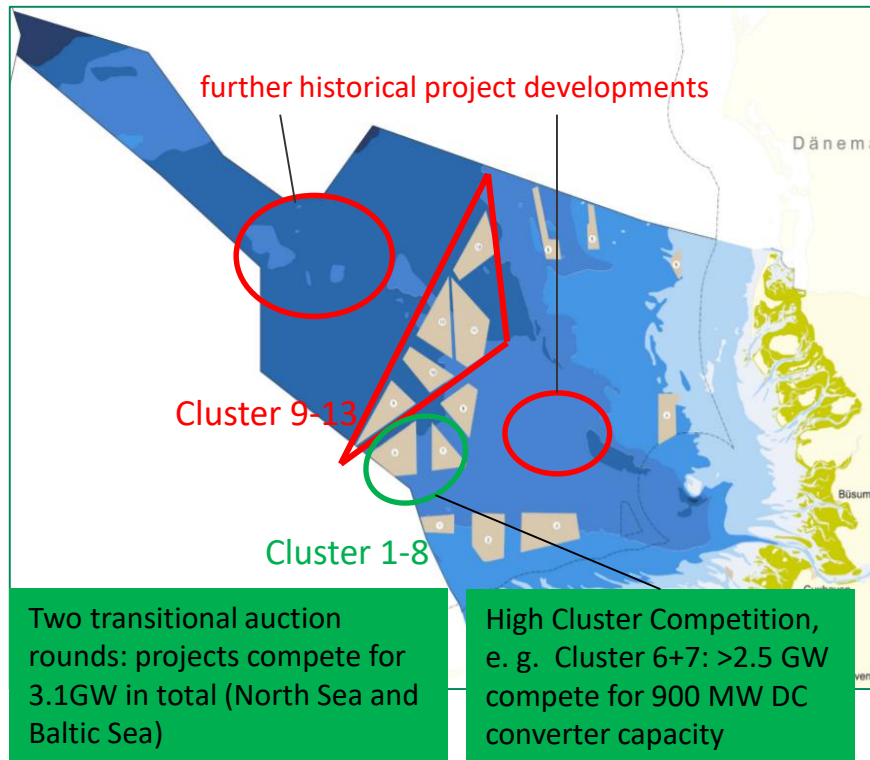 further historical project developments
Dänema
Cluster 9-13
Büsum
Cluster 1-8
Two transitional auction
rounds: projects compete for
3.1GW in total (North Sea and
Baltic Sea)
High Cluster Competition,
e. g. Cluster 6+7: >2.5 GW
compete for 900 MW DC
converter capacity